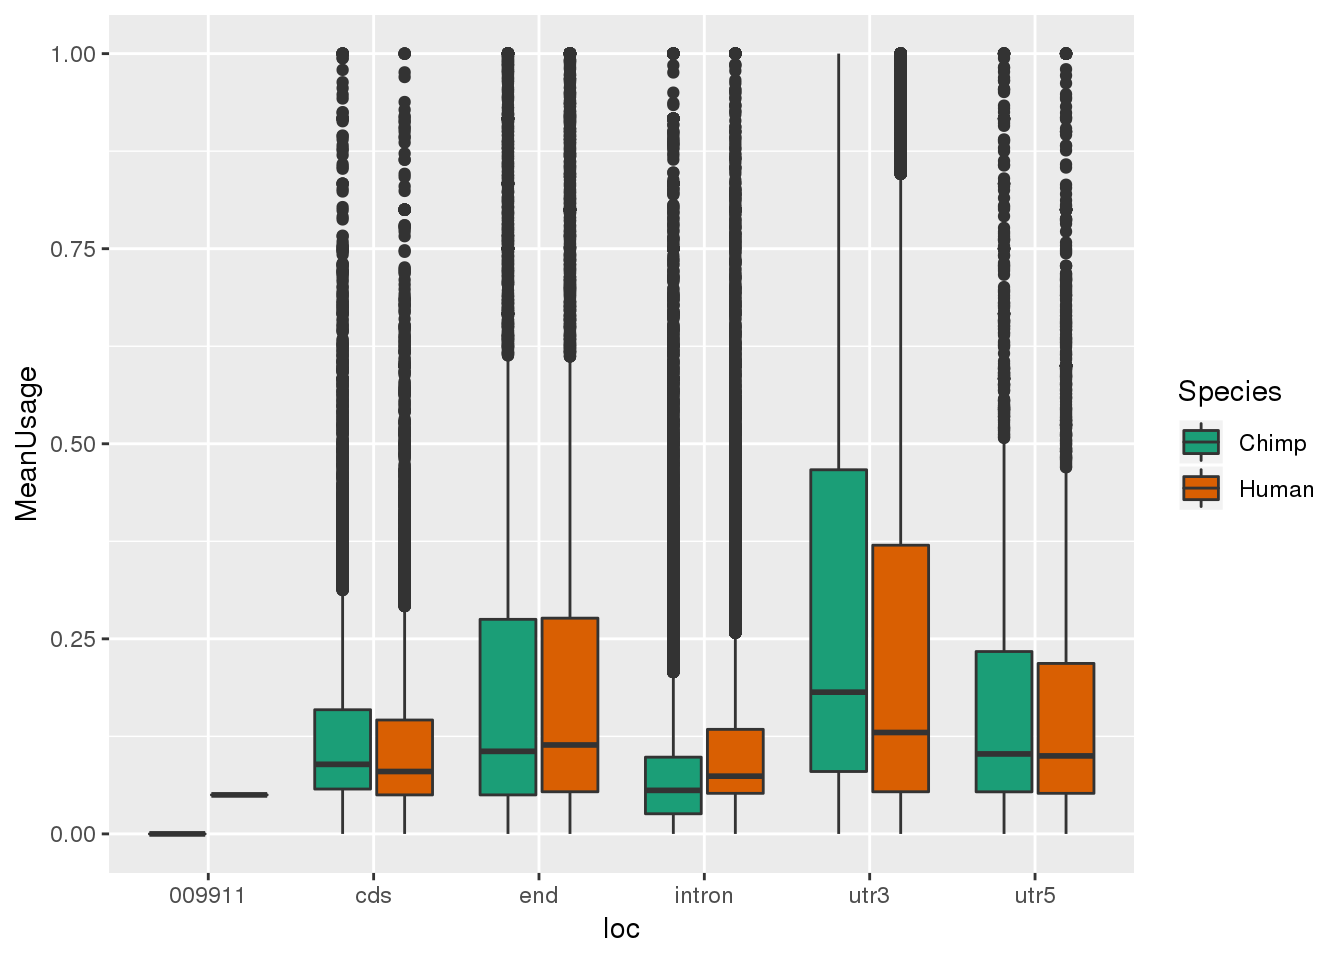 MeanUsage
1.00
0.75
0.50
0.25
0.00
009911
cds
end
intron
utr3
utr5
loc
Species
Chimp
Human